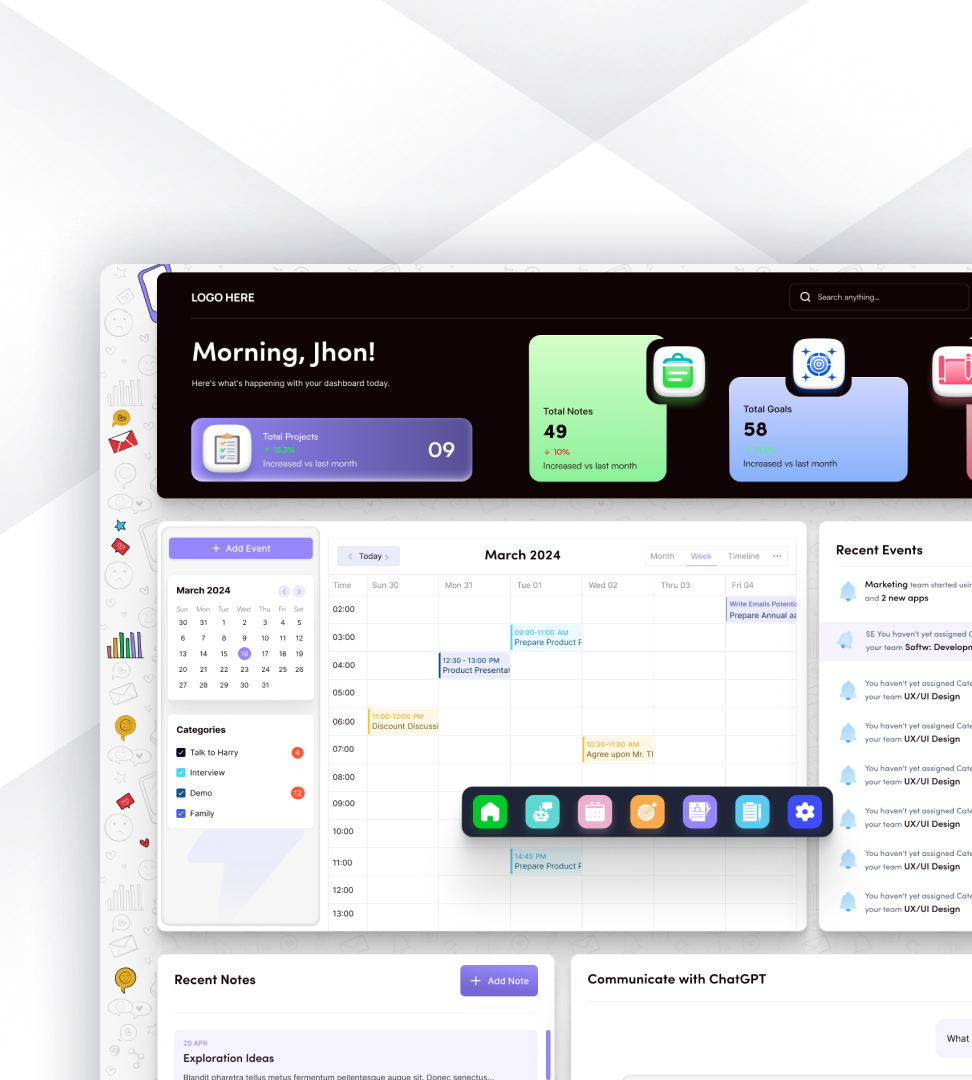 LOGO HERE
Search anything...
Morning, Jhon!
Here's what's happening with your dashboard today.
Total Projects
10.2%
Increased vs last month
09
Total Notes
49
10%
Increased vs last month
Total Goals
58
Increased vs last month
+ Add Event
March 2024
Sun Mon Tue Wed Thu Fri Sat
30 31 1 2 3 4 5
6 7 8 9 10 11 12
13 14 15 16 17 18 19
20 21 22 23 24 25 26
27 28 29 30 31
Categories
Talk to Harry 4
Interview
Demo 12
Family
< Today >
March 2024
Month Week Timeline ...
Time Sun 30 Mon 31 Tue 01 Wed 02 Thru 03 Fri 04
02:00
Write Emails Potentia
Prepare Annual aa
03:00
09:00-11:00 AM
Prepare Product P
04:00
12:30 - 13:00 PM
Product Presentat
05:00
06:00
11:00-12:00 PM
Discount Discussi
07:00
10:30-11:00 AM
Agree upon Mr. Th
08:00
09:00
10:00
11:00
14:45 PM
Prepare Product P
12:00
13:00
Recent Events
Marketing team started usin
and 2 new apps
SE You haven't yet assigned C
your team Softw: Developm
You haven't yet assigned Cate
your team UX/UI Design
You haven't yet assigned Cate
your team UX/UI Design
You haven't yet assigned Cate
your team UX/UI Design
You haven't yet assigned Cate
your team UX/UI Design
You haven't yet assigned Cate
your team UX/UI Design
You haven't yet assigned Cate
your team UX/UI Design
Recent Notes
+ Add Note
20 APR
Exploration Ideas
Blandit pharetra tellus metus fermentum pellentesque augue sit. Donec senectus...
Communicate with ChatGPT
What